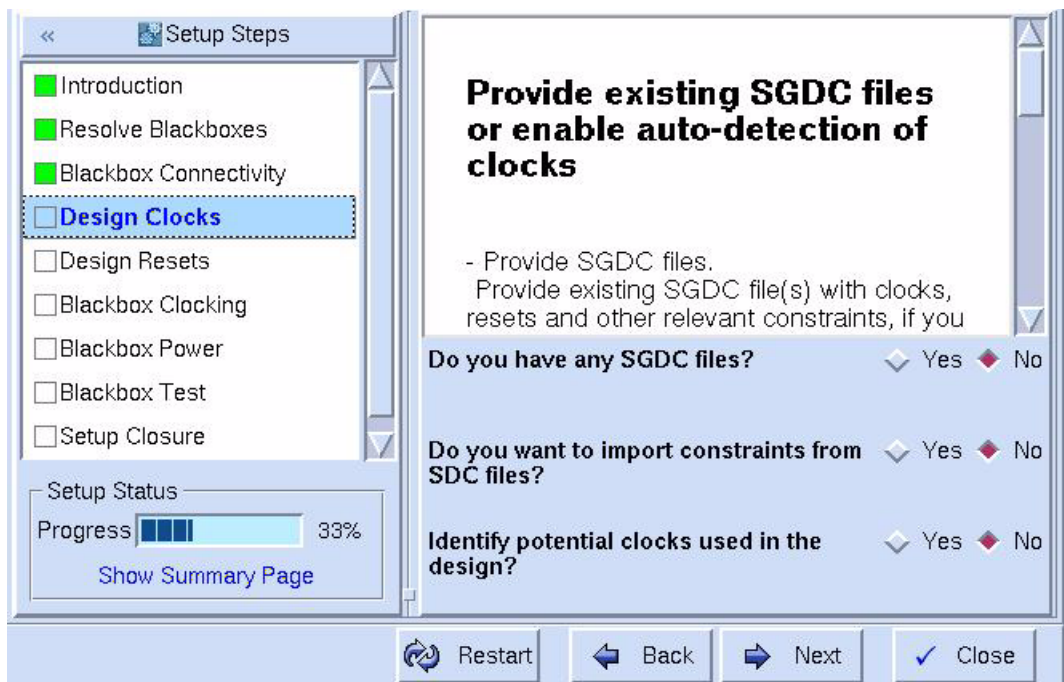 « Setup Steps
Introduction
Resolve Blackboxes
Blackbox Connectivity
Design Clocks
Design Resets
Blackbox Clocking
Blackbox Power
Blackbox Test
Setup Closure
Setup Status
Progress 33%
Show Summary Page
Provide existing SGDC files
or enable auto-detection of
clocks
- Provide SGDC files.
Provide existing SGDC file(s) with clocks,
resets and other relevant constraints, if you
Do you have any SGDC files? Yes No
Do you want to import constraints from Yes No
SDC files?
Identify potential clocks used in the Yes No
design?
Restart Back Next Close